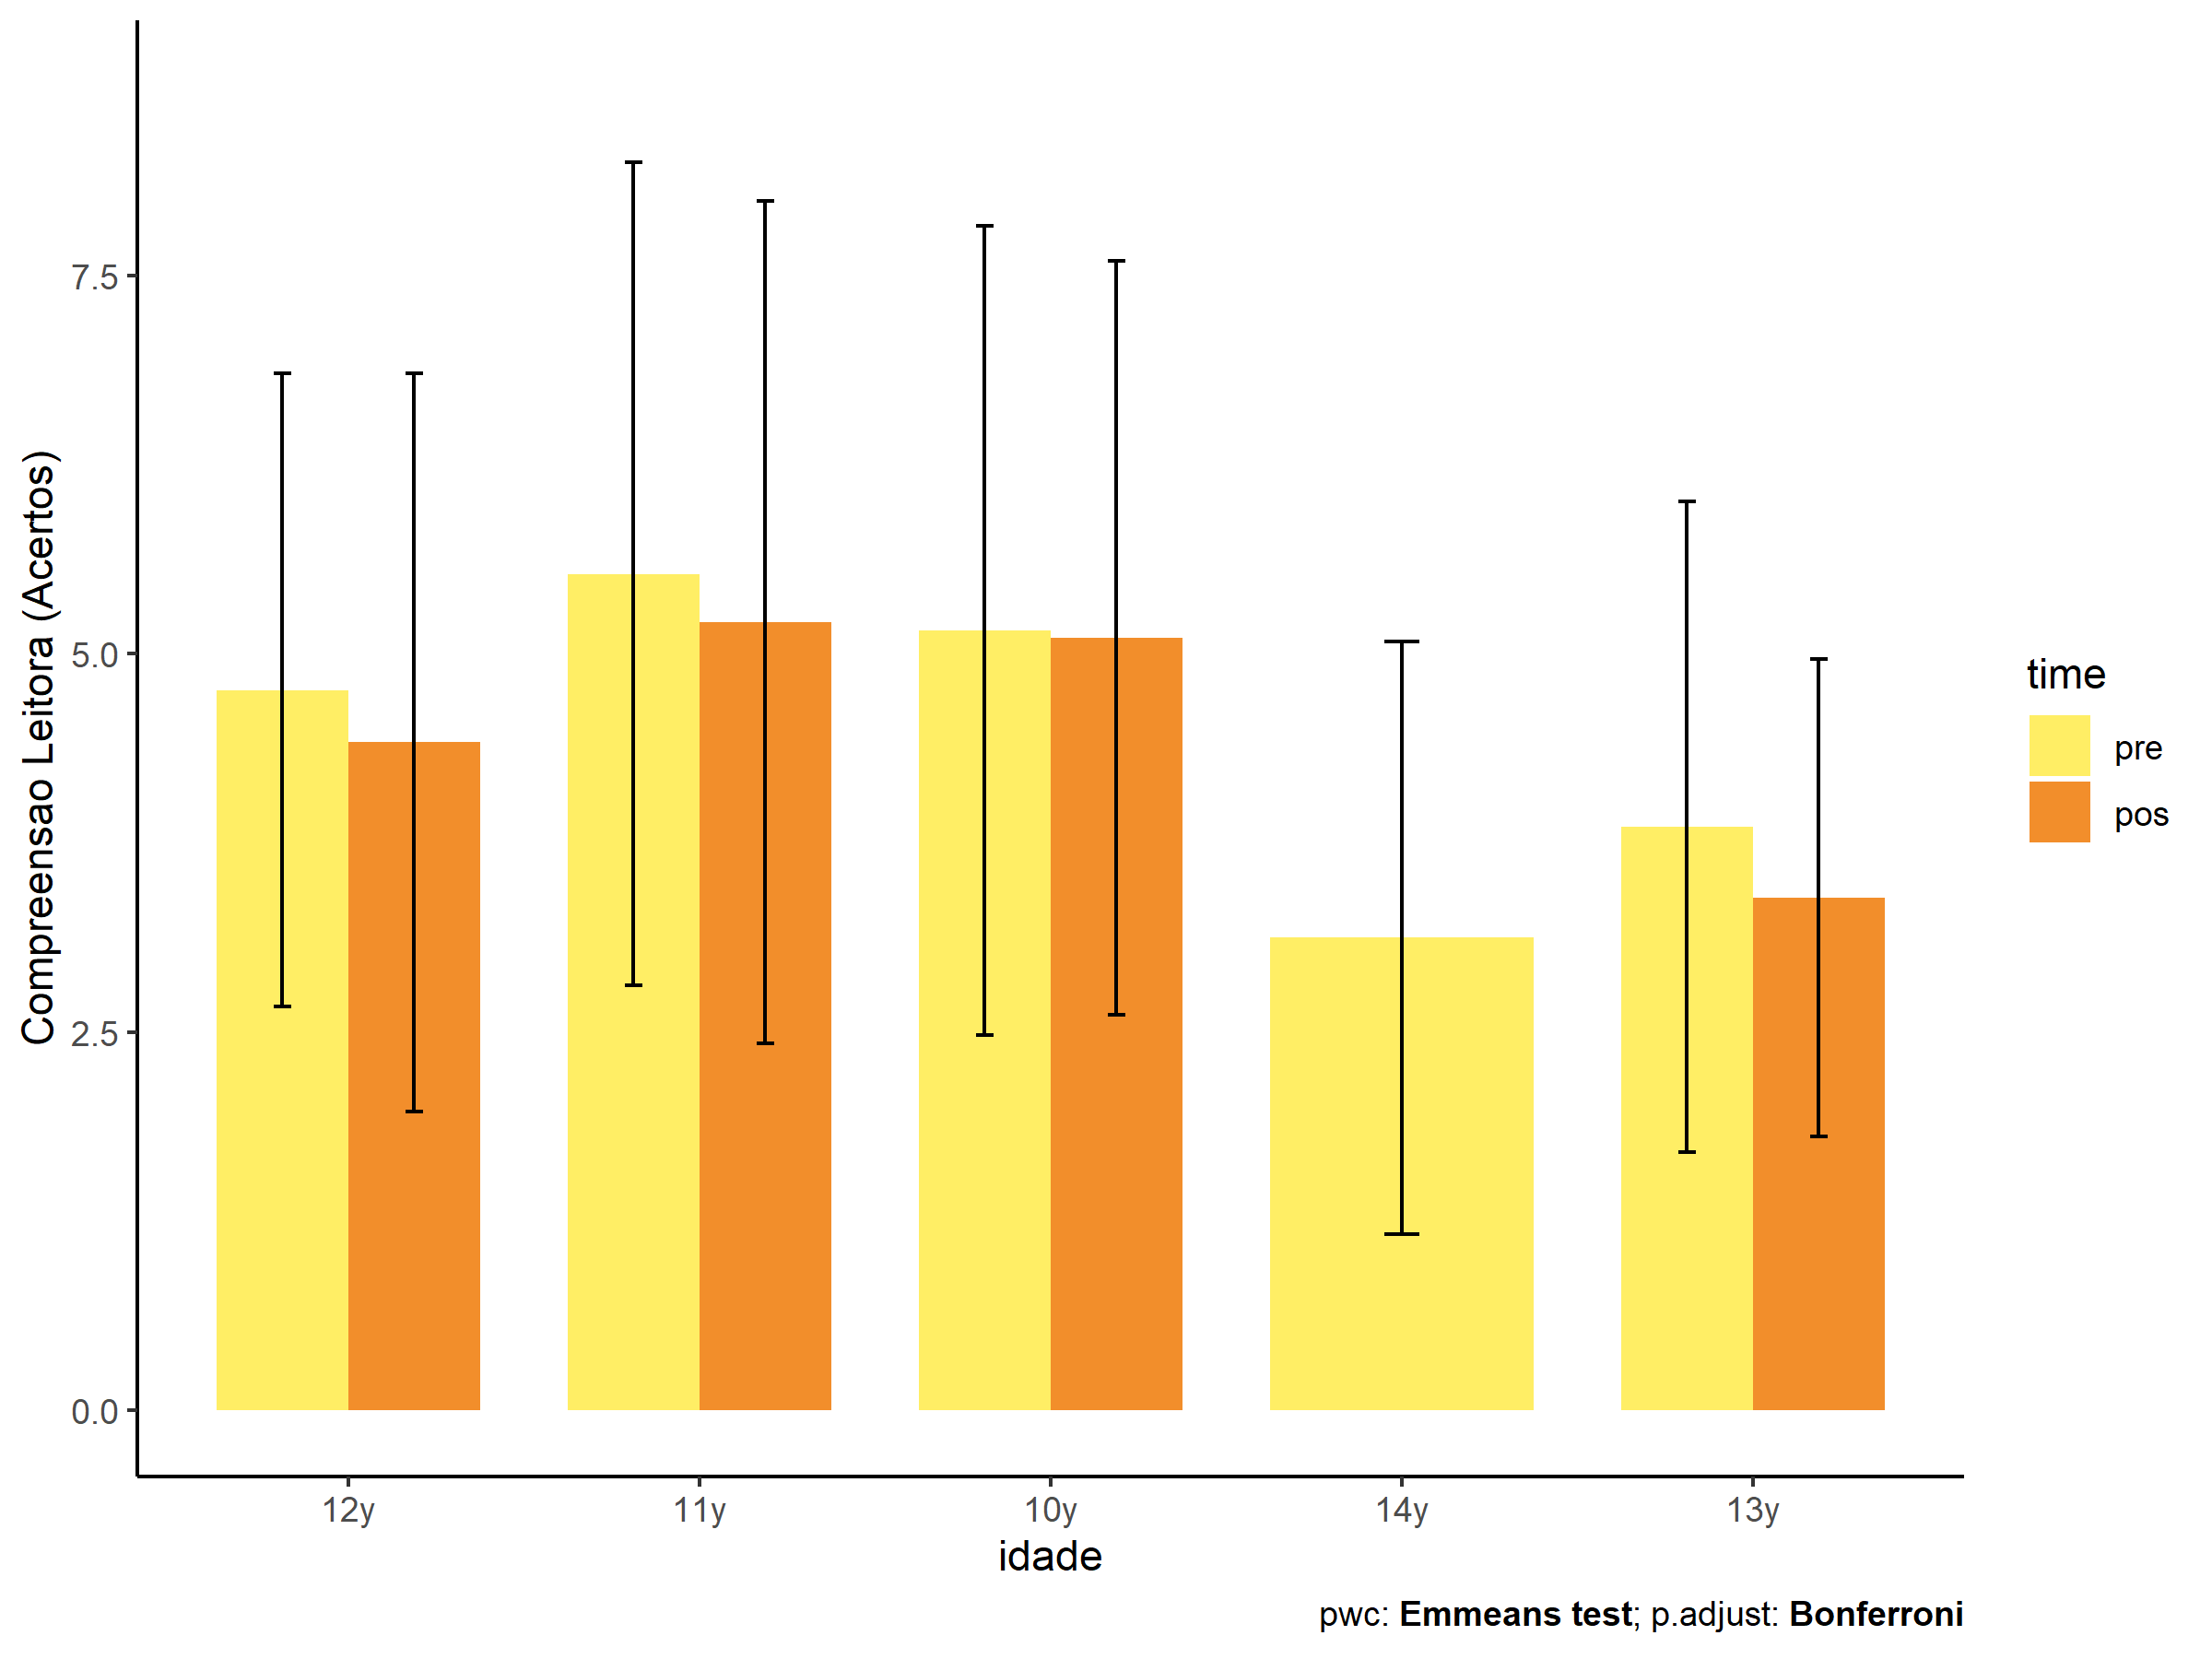 Compreensao Leitora (Acertos)
7.5
5.0
2.5
0.0
12y
11y
10y
14y
13y
idade
time
pre
pos
pwc: Emmeans test; p.adjust: Bonferroni